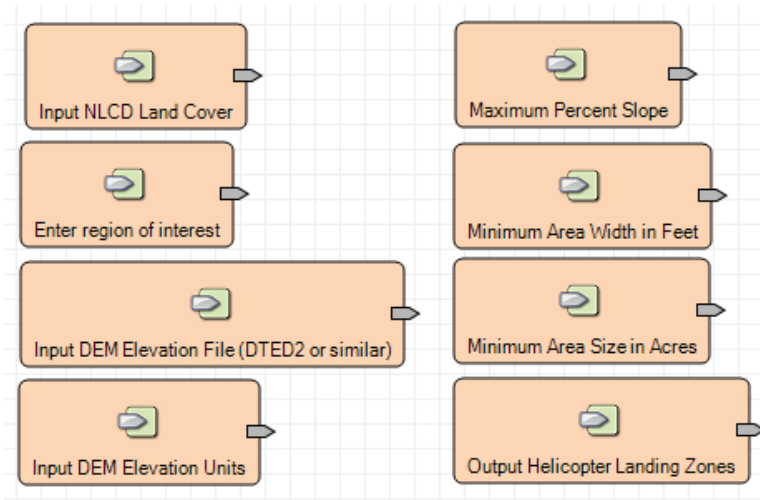 Input NLCD Land Cover
Enter region of interest
Input DEM Elevation File (DTED2 or similar)
Input DEM Elevation Units
Maximum Percent Slope
Minimum Area Width in Feet
Minimum Area Size in Acres
Output Helicopter Landing Zones